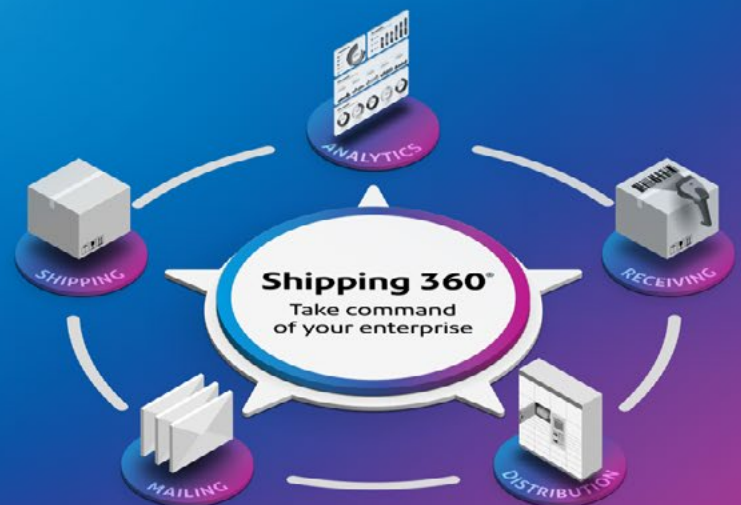 ANALYTICS
SHIPPING
RECEIVING
Shipping 360®
Take command
of your enterprise
MAILING
DISTRIBUTION